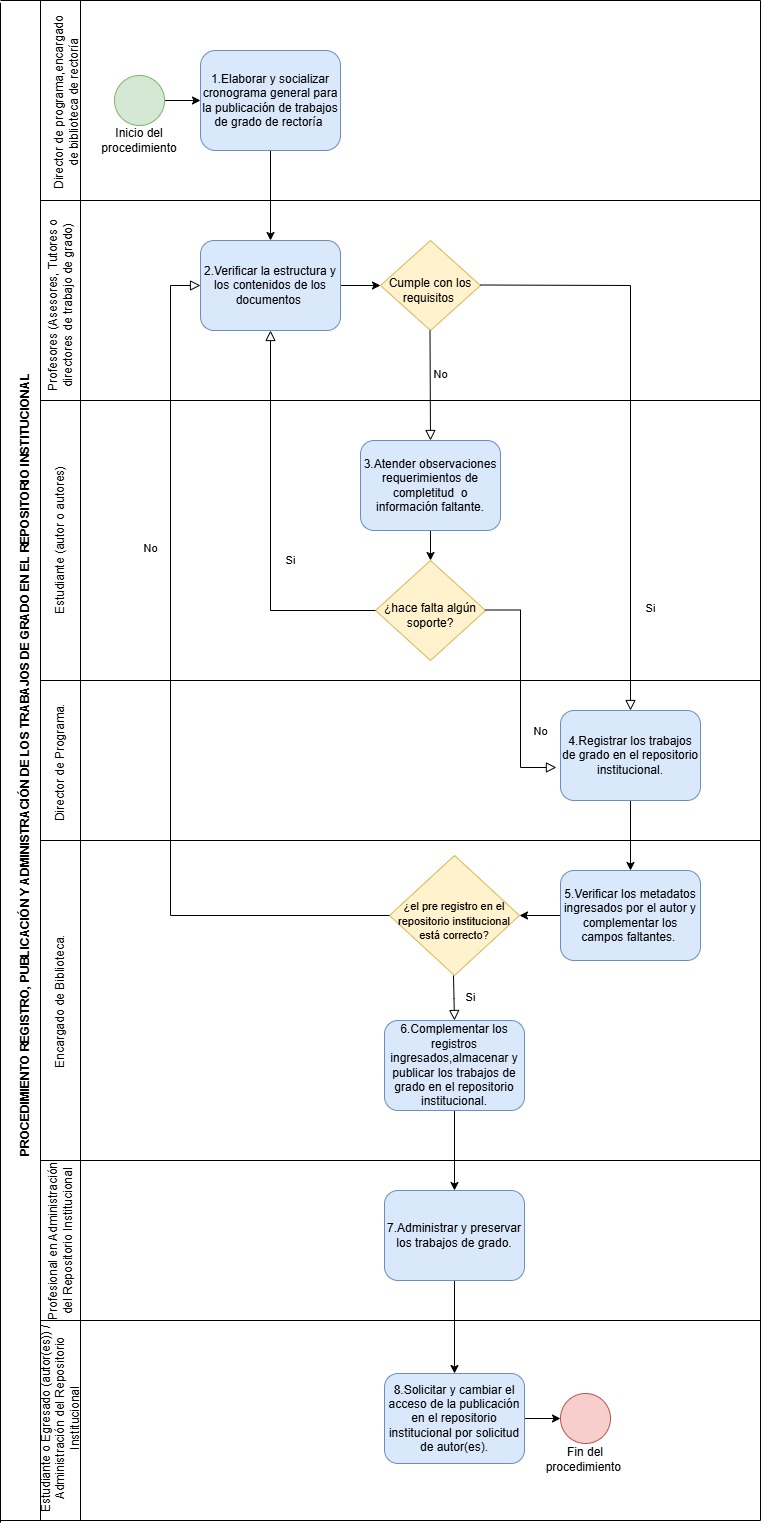 PROCEDIMIENTO REGISTRO, PUBLICACIÓN Y ADMINISTRACIÓN DE LOS TRABAJOS DE GRADO EN EL REPOSITORIO INSTITUCIONAL
Director de programa,encargado
de biblioteca de rectoría
Inicio del
procedimiento
1.Elaborar y socializar
cronograma general para
la publicación de trabajos
de grado de rectoría
Profesores (Asesores, Tutores o
directores de trabajo de grado)
2.Verificar la estructura y
los contenidos de los
documentos
Cumple con los
requisitos
No
Estudiante (autor o autores)
3.Atender observaciones
requerimientos de
completitud o
información faltante.
No
Si
¿hace falta algún
soporte?
Si
Director de Programa.
No
4.Registrar los trabajos
de grado en el repositorio
institucional.
Encargado de Biblioteca.
¿el pre registro en el
repositorio institucional
está correcto?
5.Verificar los metadatos
ingresados por el autor y
complementar los
campos faltantes.
Si
6.Complementar los
registros
ingresados,almacenar y
publicar los trabajos de
grado en el repositorio
institucional.
Profesional en Administración
del Repositorio Institucional
7.Administrar y preservar
los trabajos de grado.
Estudiante o Egresado (autor(es)) /
Administración del Repositorio
Institucional
8.Solicitar y cambiar el
acceso de la publicación
en el repositorio
institucional por solicitud
de autor(es).
Fin del
procedimiento